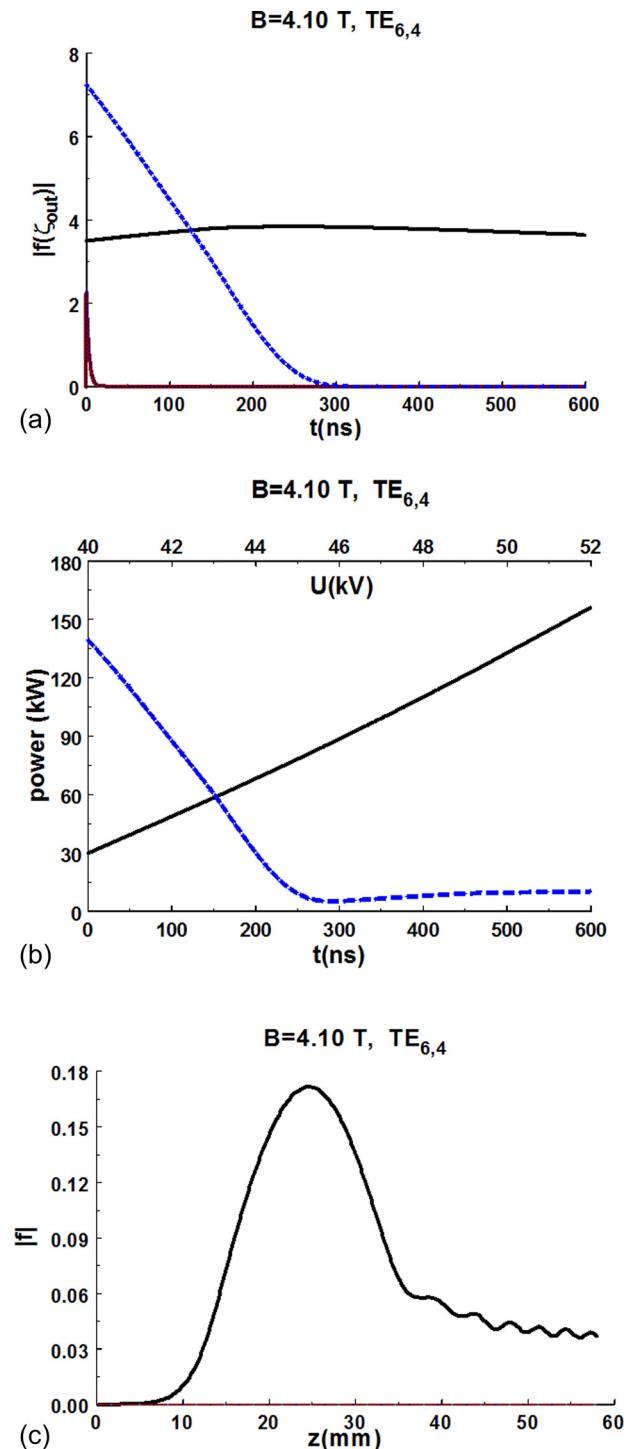 B=4.10 T, TE6,4
8
6
4
2
0
|f(ζout)|
0 100 200 300 400 500 600
t(ns)
(a)
B=4.10 T, TE6,4
40 42 44 46 48 50 52
U(kV)
180
150
120
90
60
30
0
power (kW)
0 100 200 300 400 500 600
t(ns)
(b)
B=4.10 T, TE6,4
0.18
0.15
0.12
0.09
0.06
0.03
0.00
|f|
0 10 20 30 40 50 60
z(mm)
(c)